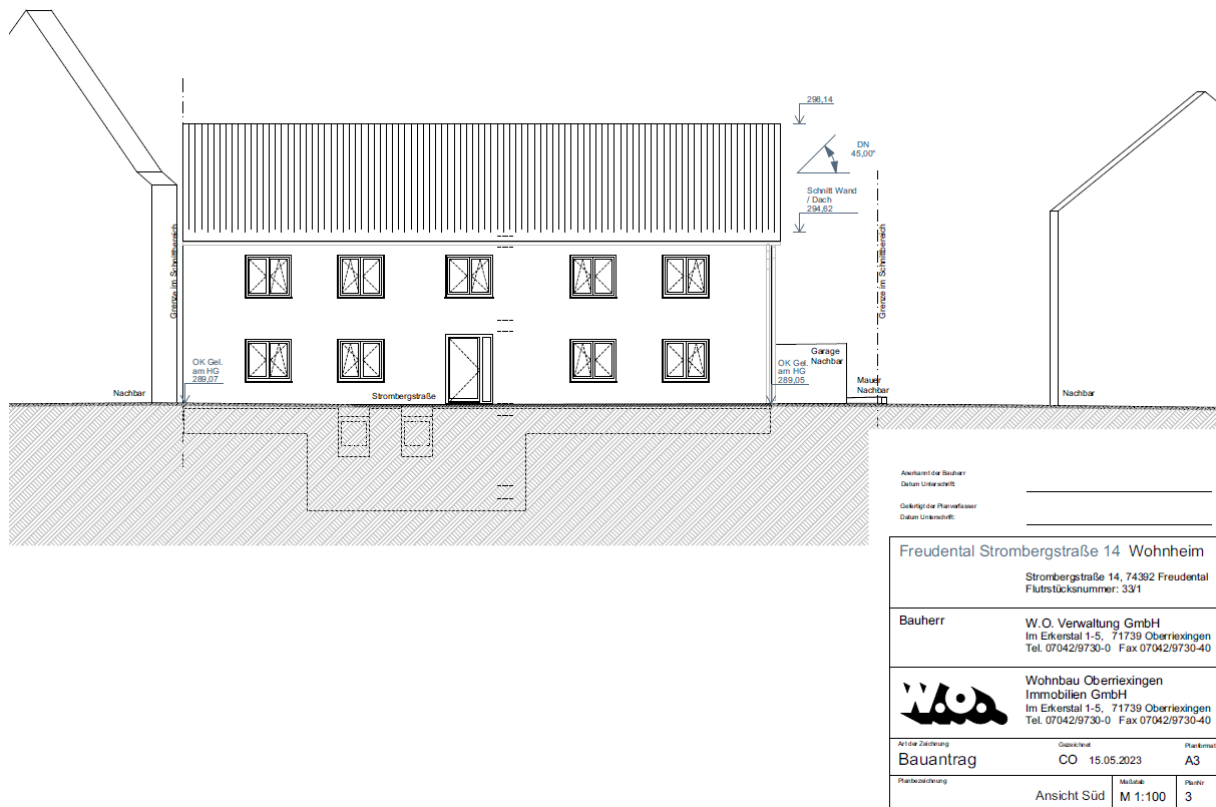 298,14
DN
45,00°
Schnitt Wand
/ Dach
294,62
Grenze im Schnittbereich
Grenze im Schnittbereich
OK Gel.
am HG
289,07
Nachbar
Strombergstraße
OK Gel.
am HG
289,05
Garage
Nachbar
Mauer
Nachbar
Nachbar
Anerkannt der Bauherr
Datum Unterschrift:
Gefertigt der Planverfasser
Datum Unterschrift:
Freudental Strombergstraße 14 Wohnheim
Strombergstraße 14, 74392 Freudental
Flutrstücksnummer: 33/1
Bauherr
W.O. Verwaltung GmbH
Im Erkerstal 1-5, 71739 Oberriexingen
Tel. 07042/9730-0 Fax 07042/9730-40
W.O.
Wohnbau Oberriexingen
Immobilien GmbH
Im Erkerstal 1-5, 71739 Oberriexingen
Tel. 07042/9730-0 Fax 07042/9730-40
Art der Zeichnung
Bauantrag
Gezeichnet
CO 15.05.2023
Planformat
A3
Planbezeichnung
Ansicht Süd
Maßstab
M 1:100
PlanNr
3